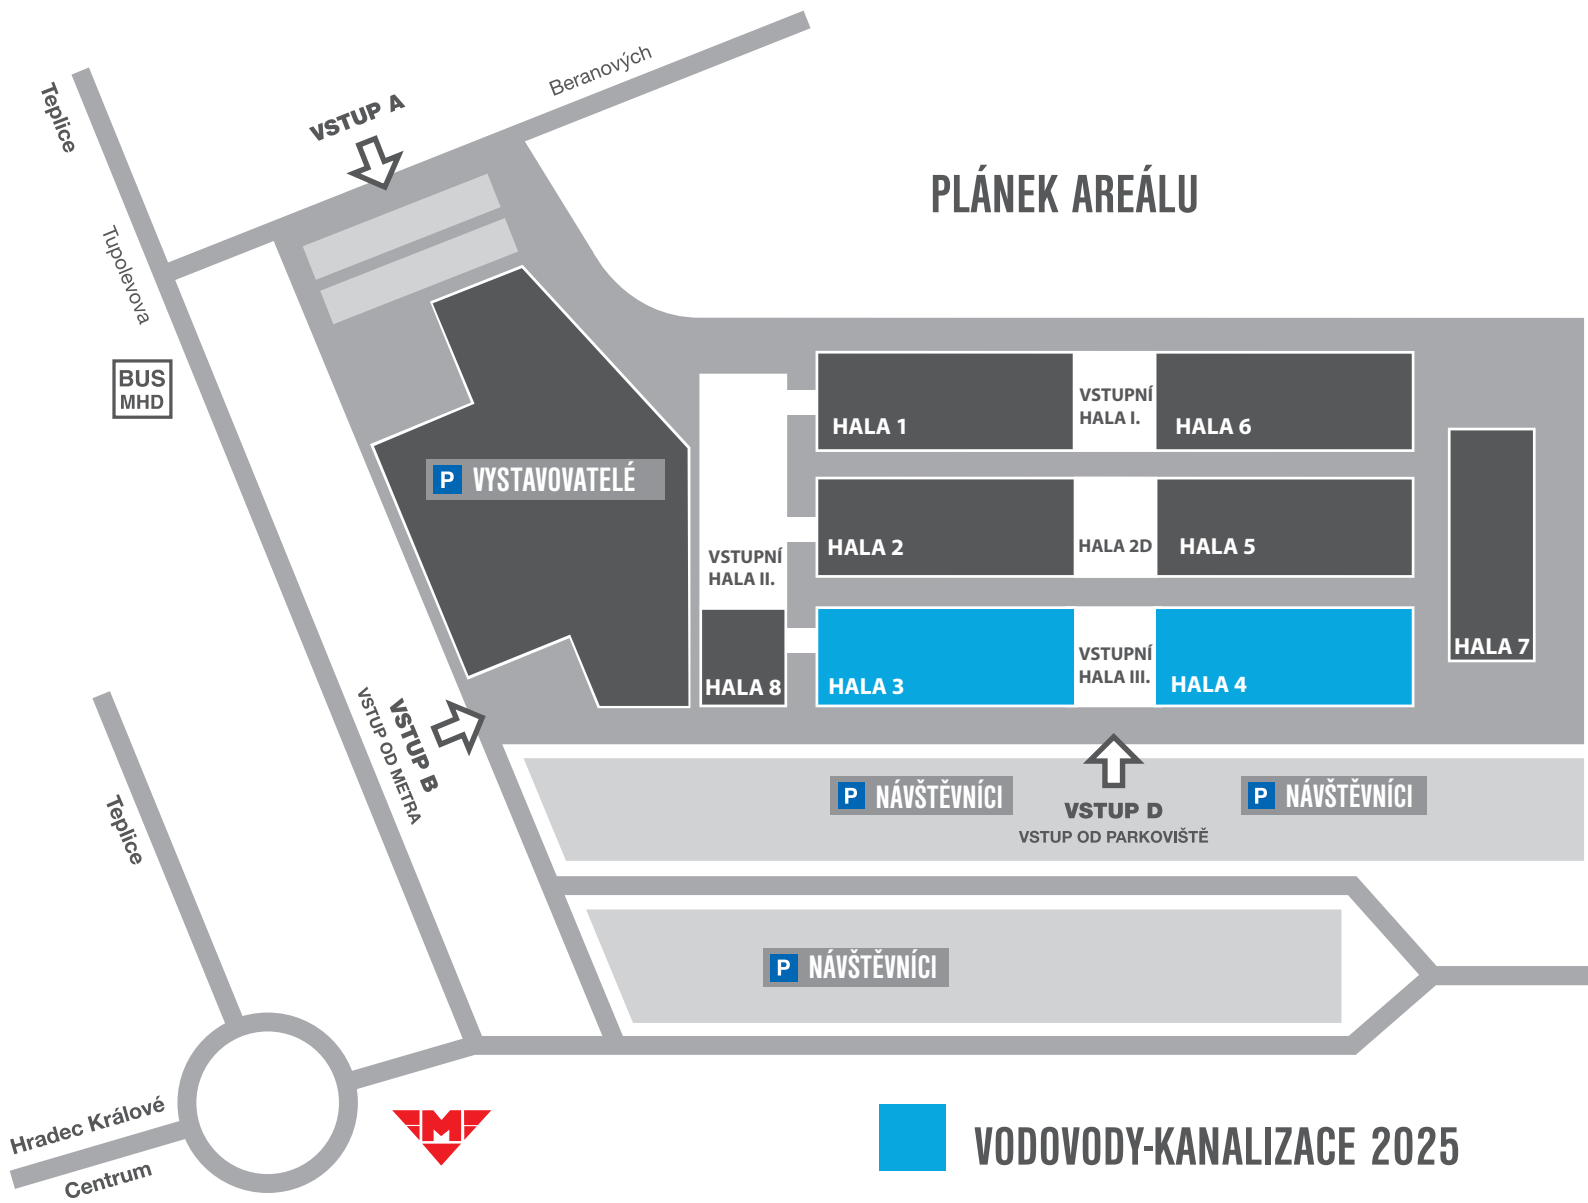 Teplice
Beranových
VSTUP A
PLÁNEK AREÁLU
Tupolevova
BUS
MHD
VSTUPNÍ
HALA I.
HALA 1
HALA 6
P VYSTAVOVATELÉ
VSTUPNÍ
HALA II.
HALA 2
HALA 2D
HALA 5
HALA 7
VSTUPNÍ
HALA III.
HALA 8
HALA 3
HALA 4
VSTUP B
VSTUP OD METRA
P NÁVŠTĚVNÍCI
P NÁVŠTĚVNÍCI
VSTUP D
VSTUP OD PARKOVIŠTĚ
Teplice
P NÁVŠTĚVNÍCI
Hradec Králové
Centrum
M
VODOVODY-KANALIZACE 2025